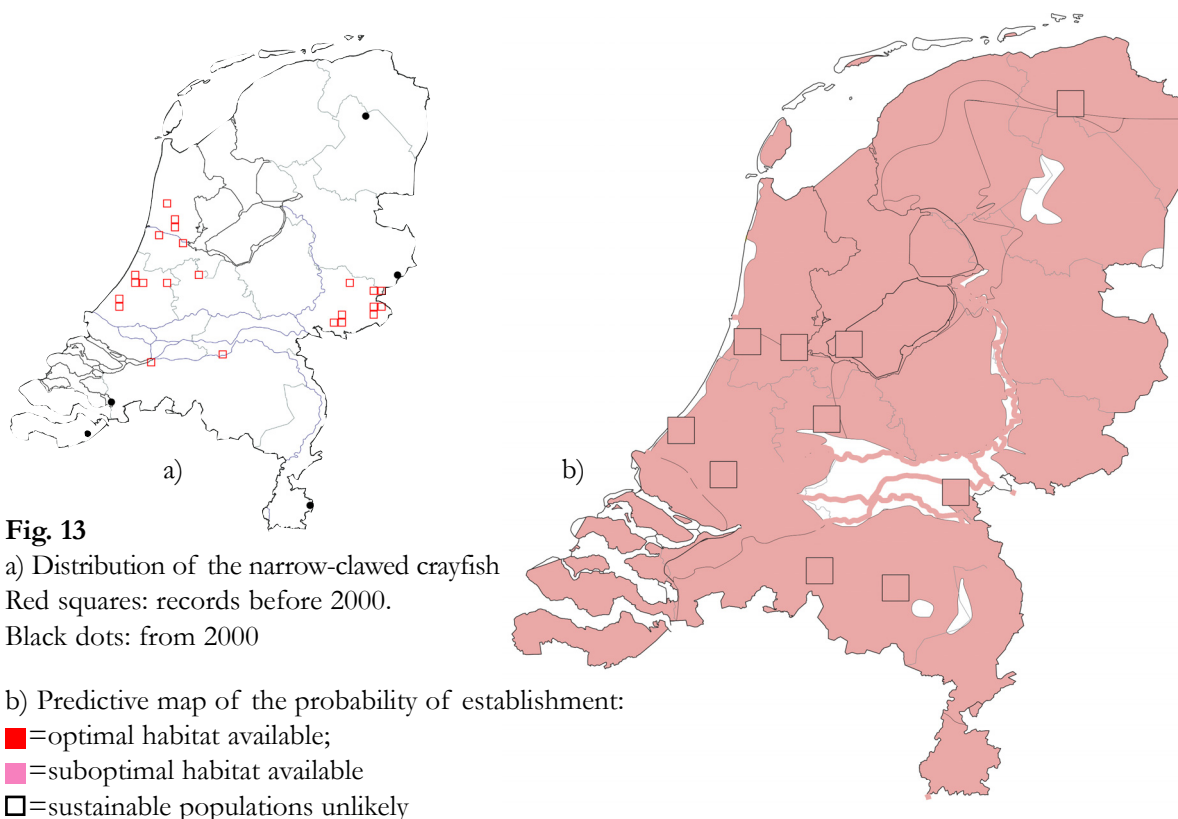 a)
b)
Fig. 13
a) Distribution of the narrow-clawed crayfish
Red squares: records before 2000.
Black dots: from 2000
b) Predictive map of the probability of establishment:
=optimal habitat available;
=suboptimal habitat available
=sustainable populations unlikely